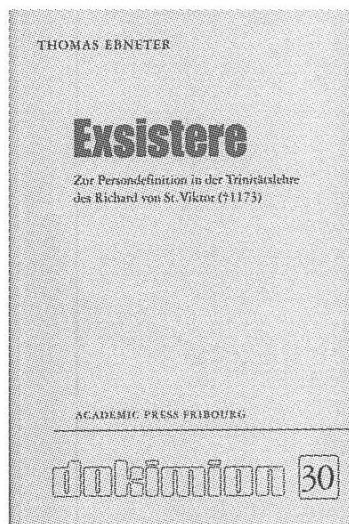 THOMAS EBNETER
Exsistere
Zur Persondefinition in der Trinitätslehre
des Richard von St. Viktor (†1173)
ACADEMIC PRESS FRIBOURG
dokimion 30